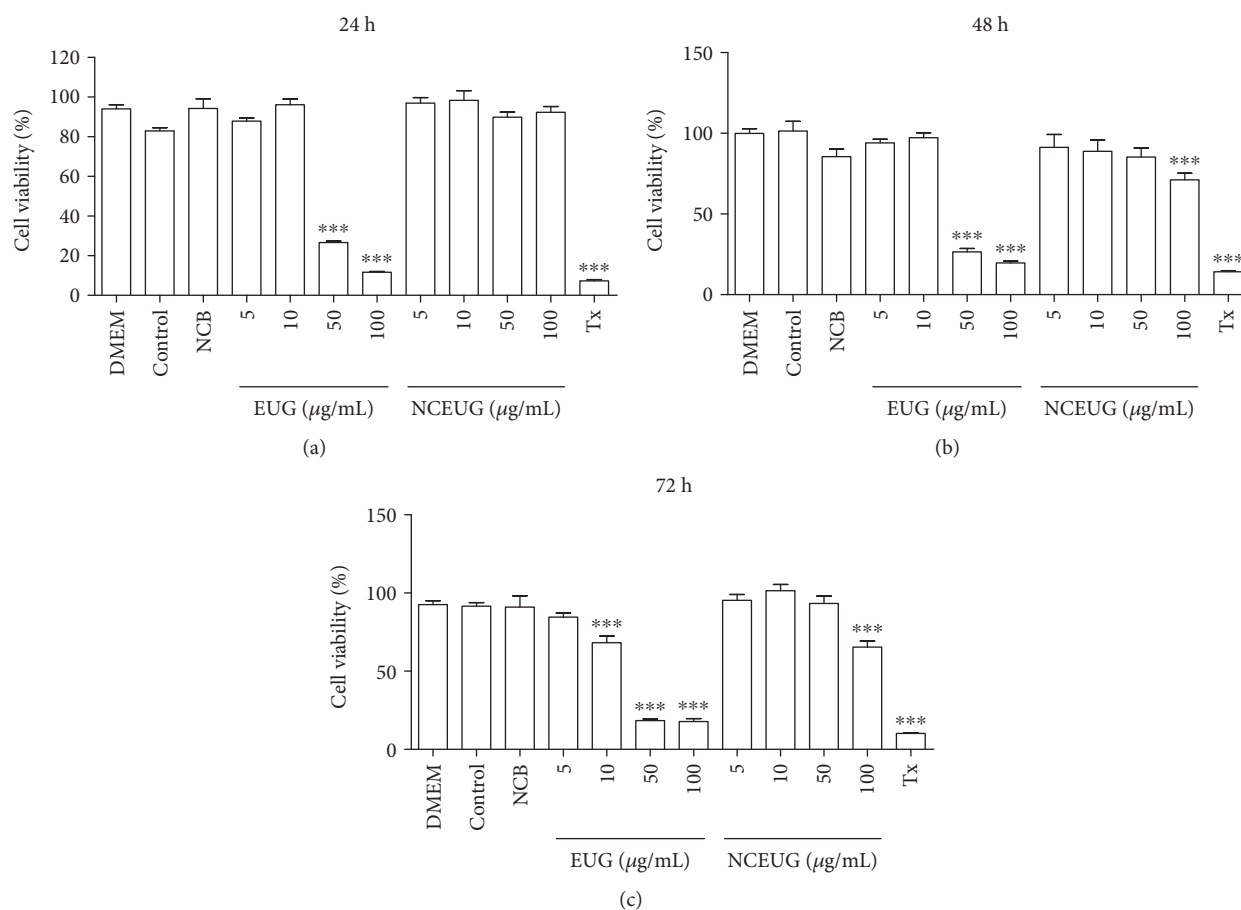 24 h
Cell viability (%)
120
100
80
60
40
20
0
***
***
***
DMEM
Control
NCB
5
10
50
100
5
10
50
100
Tx
EUG (μg/mL)
NCEUG (μg/mL)
(a)
48 h
Cell viability (%)
150
100
50
0
***
***
***
***
DMEM
Control
NCB
5
10
50
100
5
10
50
100
Tx
EUG (μg/mL)
NCEUG (μg/mL)
(b)
72 h
Cell viability (%)
150
100
50
0
***
***
***
***
***
DMEM
Control
NCB
5
10
50
100
5
10
50
100
Tx
EUG (μg/mL)
NCEUG (μg/mL)
(c)